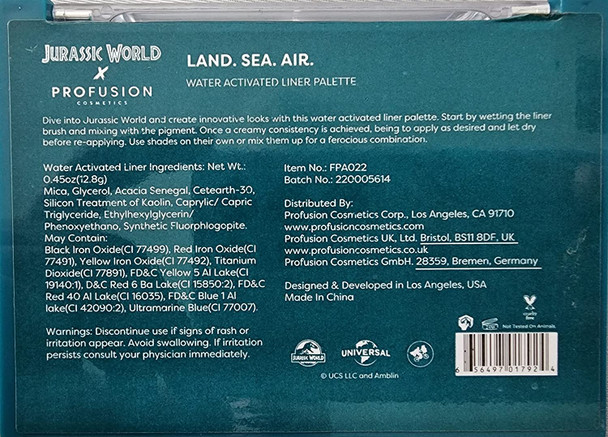 JURASSIC WORLD
X
PROFUSION
COSMETICS
LAND. SEA. AIR.
WATER ACTIVATED LINER PALETTE
Dive into Jurassic World and create innovative looks with this water activated liner palette. Start by wetting the liner
brush and mixing with the pigment. Once a creamy consistency is achieved, being to apply as desired and let dry
before re-applying. Use shades on their own or mix them up for a ferocious combination.
Water Activated Liner Ingredients: Net Wt.:
0.45oz(12.8g)
Mica, Glycerol, Acacia Senegal, Cetearth-30,
Silicon Treatment of Kaolin, Caprylic/ Capric
Triglyceride, Ethylhexylglycerin/
Phenoxyethano, Synthetic Fluorphlogopite.
May Contain:
Black Iron Oxide(CI 77499), Red Iron Oxide(CI
77491), Yellow Iron Oxide(CI 77492), Titanium
Dioxide(CI 77891), FD&C Yellow 5 Al Lake(CI
19140:1), D&C Red 6 Ba Lake (CI 15850:2), FD&C
Red 40 Al Lake(CI 16035), FD&C Blue 1 Al
lake(CI 42090:2), Ultramarine Blue(CI 77007).
Warnings: Discontinue use if signs of rash or
irritation appear. Avoid swallowing. If irritation
persists consult your physician immediately.
Item No.: FPA022
Batch No.: 220005614
Distributed By:
Profusion Cosmetics Corp., Los Angeles, CA 91710
www.profusioncosmetics.com
Profusion Cosmetics UK, Ltd. Bristol, BS11 8DF, UK
www.profusioncosmetics.co.uk
Profusion Cosmetics GmbH. 28359, Bremen, Germany
Designed & Developed in Los Angeles, USA
Made In China
cruelty
free
Not Tested On Animals
JURASSIC WORLD
UNIVERSAL
© UCS LLC and Amblin
6 56497 01792 4